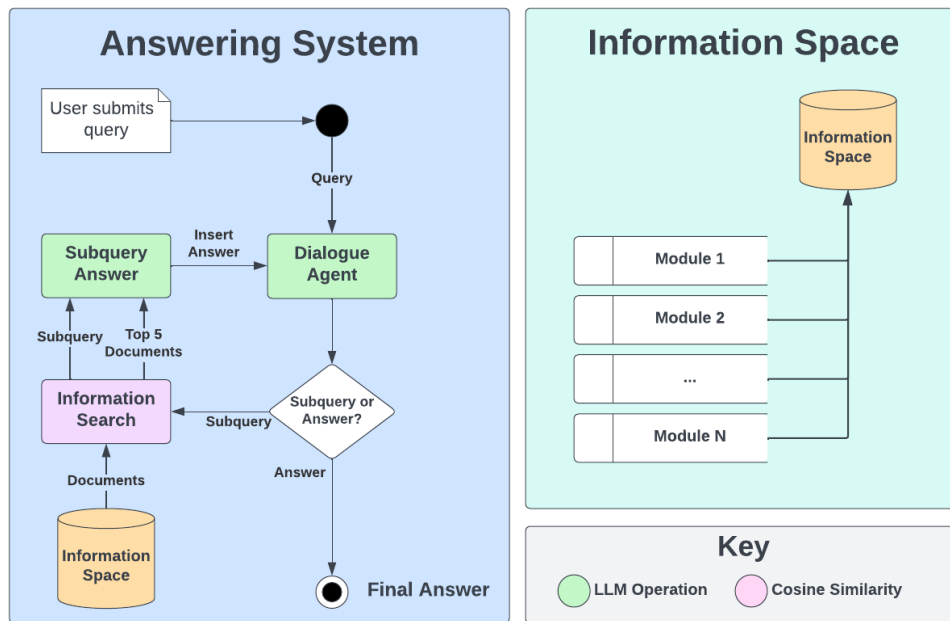 Answering System
User submits
query
Query
Subquery
Answer
Insert
Answer
Dialogue
Agent
Subquery
Top 5
Documents
Information
Search
Subquery
Subquery or
Answer?
Answer
Documents
Information
Space
Final Answer
Information Space
Information
Space
Module 1
Module 2
...
Module N
Key
LLM Operation
Cosine Similarity